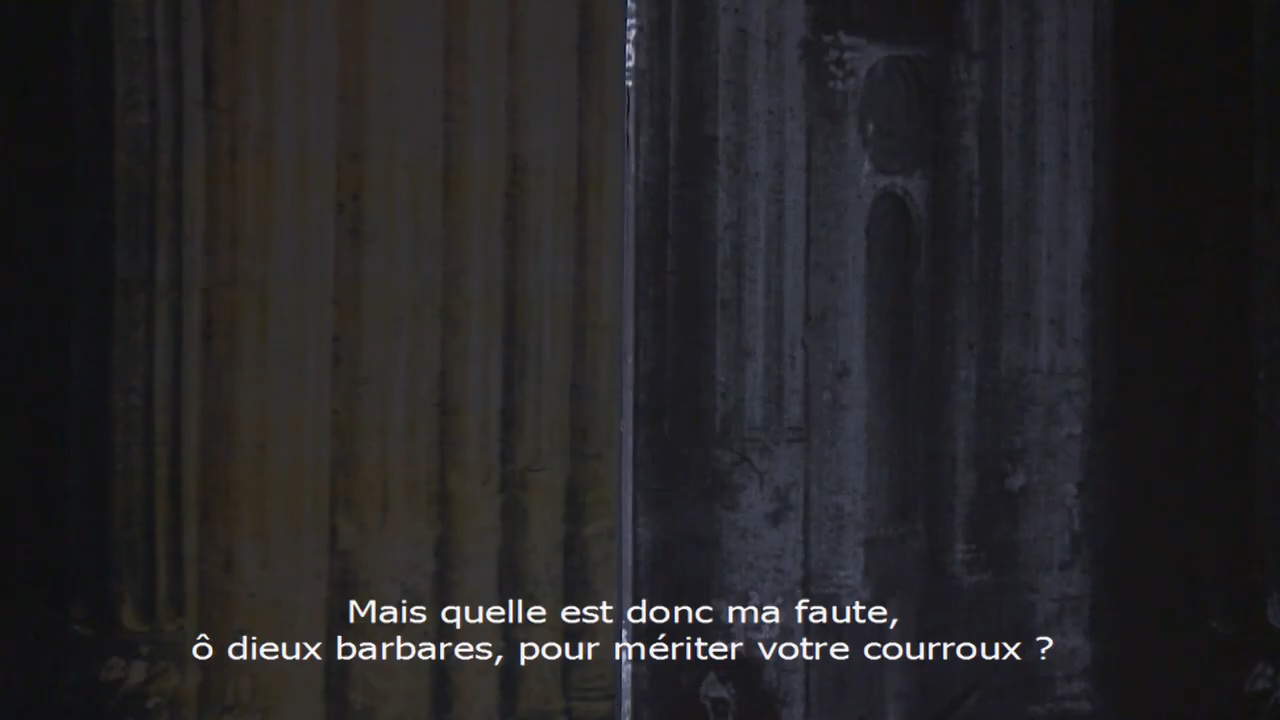 Mais quelle est donc ma faute,
ô dieux barbares, pour mériter votre courroux ?